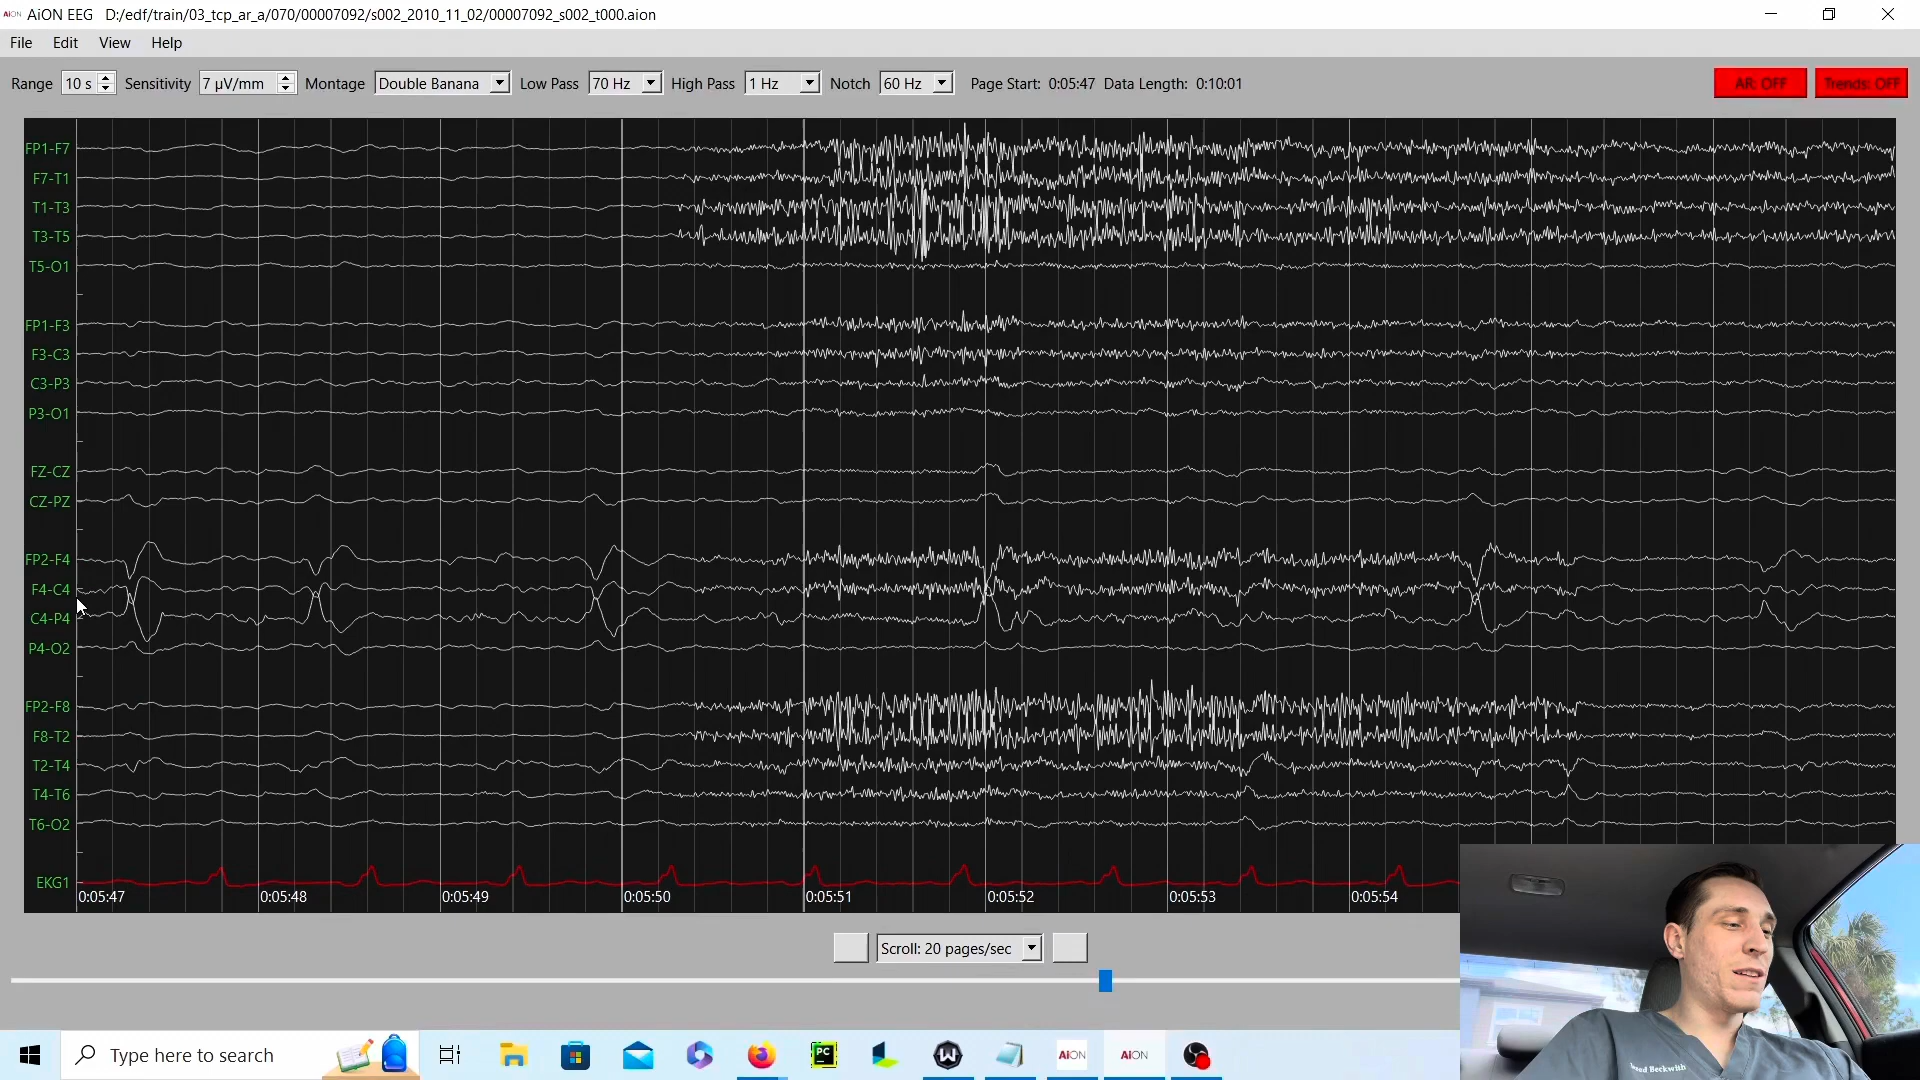 AiON AiON EEG D:/edf/train/03_tcp_ar_a/070/00007092/s002_2010_11_02/00007092_s002_t000.aion
File Edit View Help
Range 10 s Sensitivity 7 µV/mm Montage Double Banana Low Pass 70 Hz High Pass 1 Hz Notch 60 Hz Page Start: 0:05:47 Data Length: 0:10:01 AR: OFF Trends: OFF
FP1-F7
F7-T1
T1-T3
T3-T5
T5-O1
FP1-F3
F3-C3
C3-P3
P3-O1
FZ-CZ
CZ-PZ
FP2-F4
F4-C4
C4-P4
P4-O2
FP2-F8
F8-T2
T2-T4
T4-T6
T6-O2
EKG1
0:05:47 0:05:48 0:05:49 0:05:50 0:05:51 0:05:52 0:05:53 0:05:54
Scroll: 20 pages/sec
Beckwith
Type here to search PC W AiON AiON